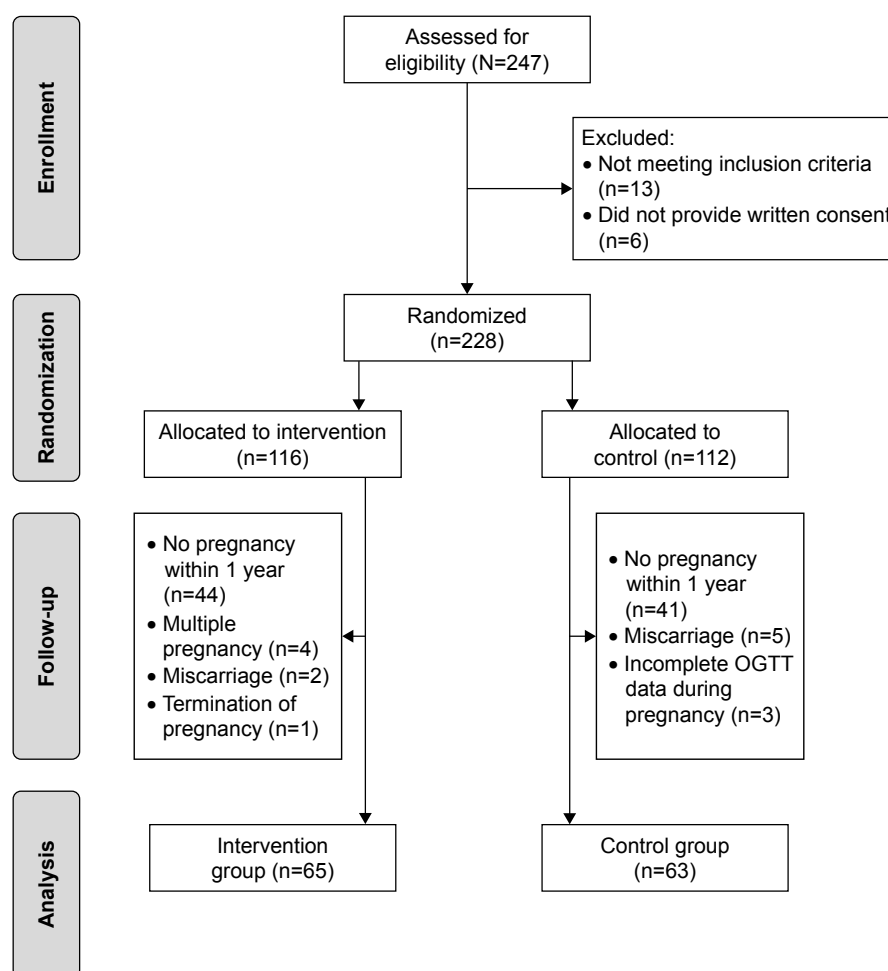 Enrollment
Assessed for
eligibility (N=247)
Excluded:
• Not meeting inclusion criteria
(n=13)
• Did not provide written consent
(n=6)
Randomization
Randomized
(n=228)
Allocated to intervention
(n=116)
Allocated to
control (n=112)
Follow-up
• No pregnancy
within 1 year
(n=44)
• Multiple
pregnancy (n=4)
• Miscarriage (n=2)
• Termination of
pregnancy (n=1)
• No pregnancy
within 1 year
(n=41)
• Miscarriage (n=5)
• Incomplete OGTT
data during
pregnancy (n=3)
Analysis
Intervention
group (n=65)
Control group
(n=63)